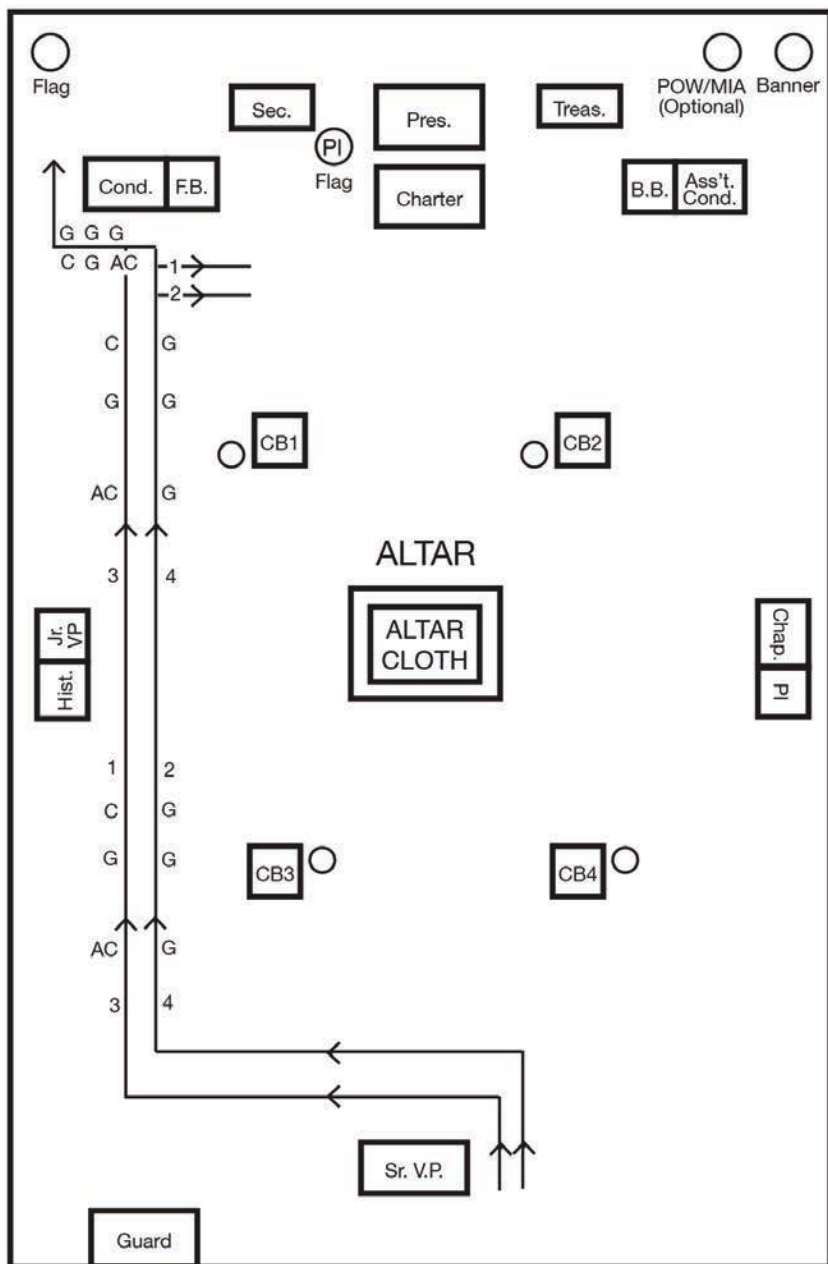 Flag
POW/MIA
(Optional)
Banner
Sec.
Pres.
Treas.
PI
Flag
Cond.
F.B.
Charter
B.B.
Ass't.
Cond.
G G G
C G AC
1
2
C G
G G
AC G
3 4
CB1
CB2
ALTAR
ALTAR
CLOTH
Jr.
VP
Hist.
Chap.
PI
1 2
C G
G G
AC G
3 4
CB3
CB4
Sr. V.P.
Guard